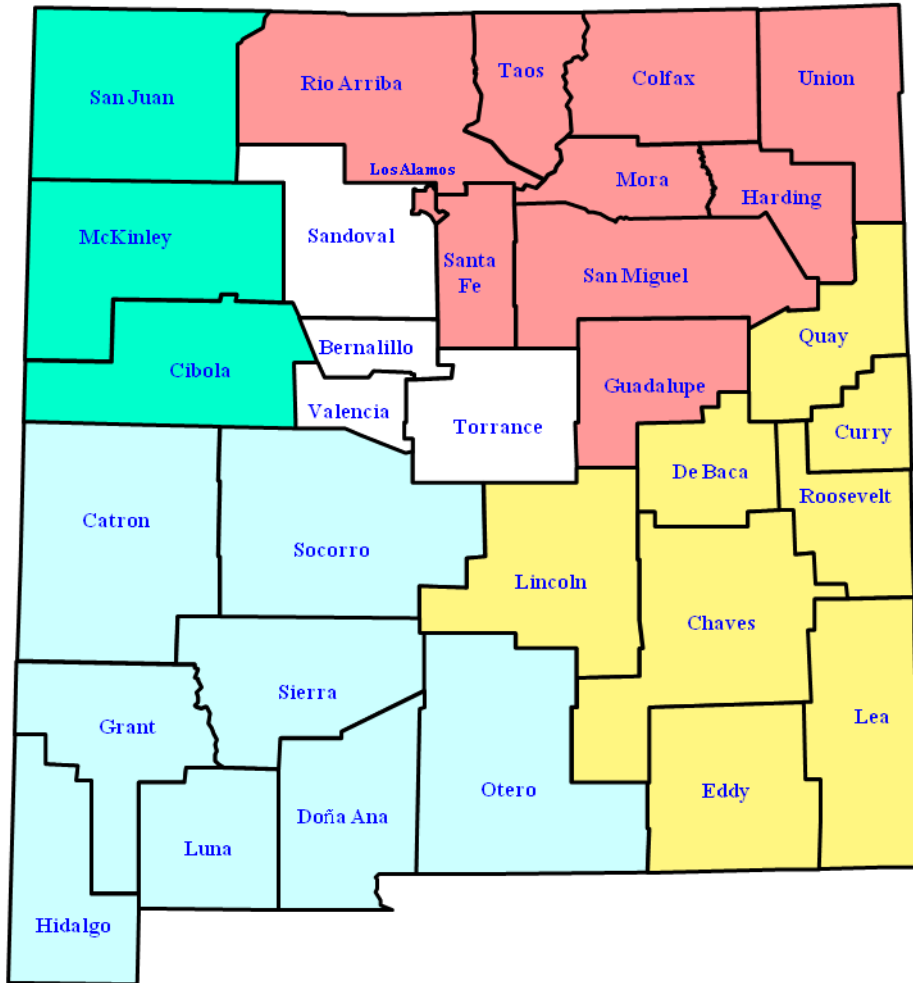 Taos
Rio Arriba
Colfax
Union
San Juan
Los Alamos
Mora
Harding
McKinley
Sandoval
Santa
Fe
San Miguel
Quay
Bernalillo
Cibola
Guadalupe
Valencia
Torrance
Curry
De Baca
Roosevelt
Catron
Socorro
Lincoln
Chaves
Sierra
Grant
Lea
Otero
Eddy
Doña Ana
Luna
Hidalgo